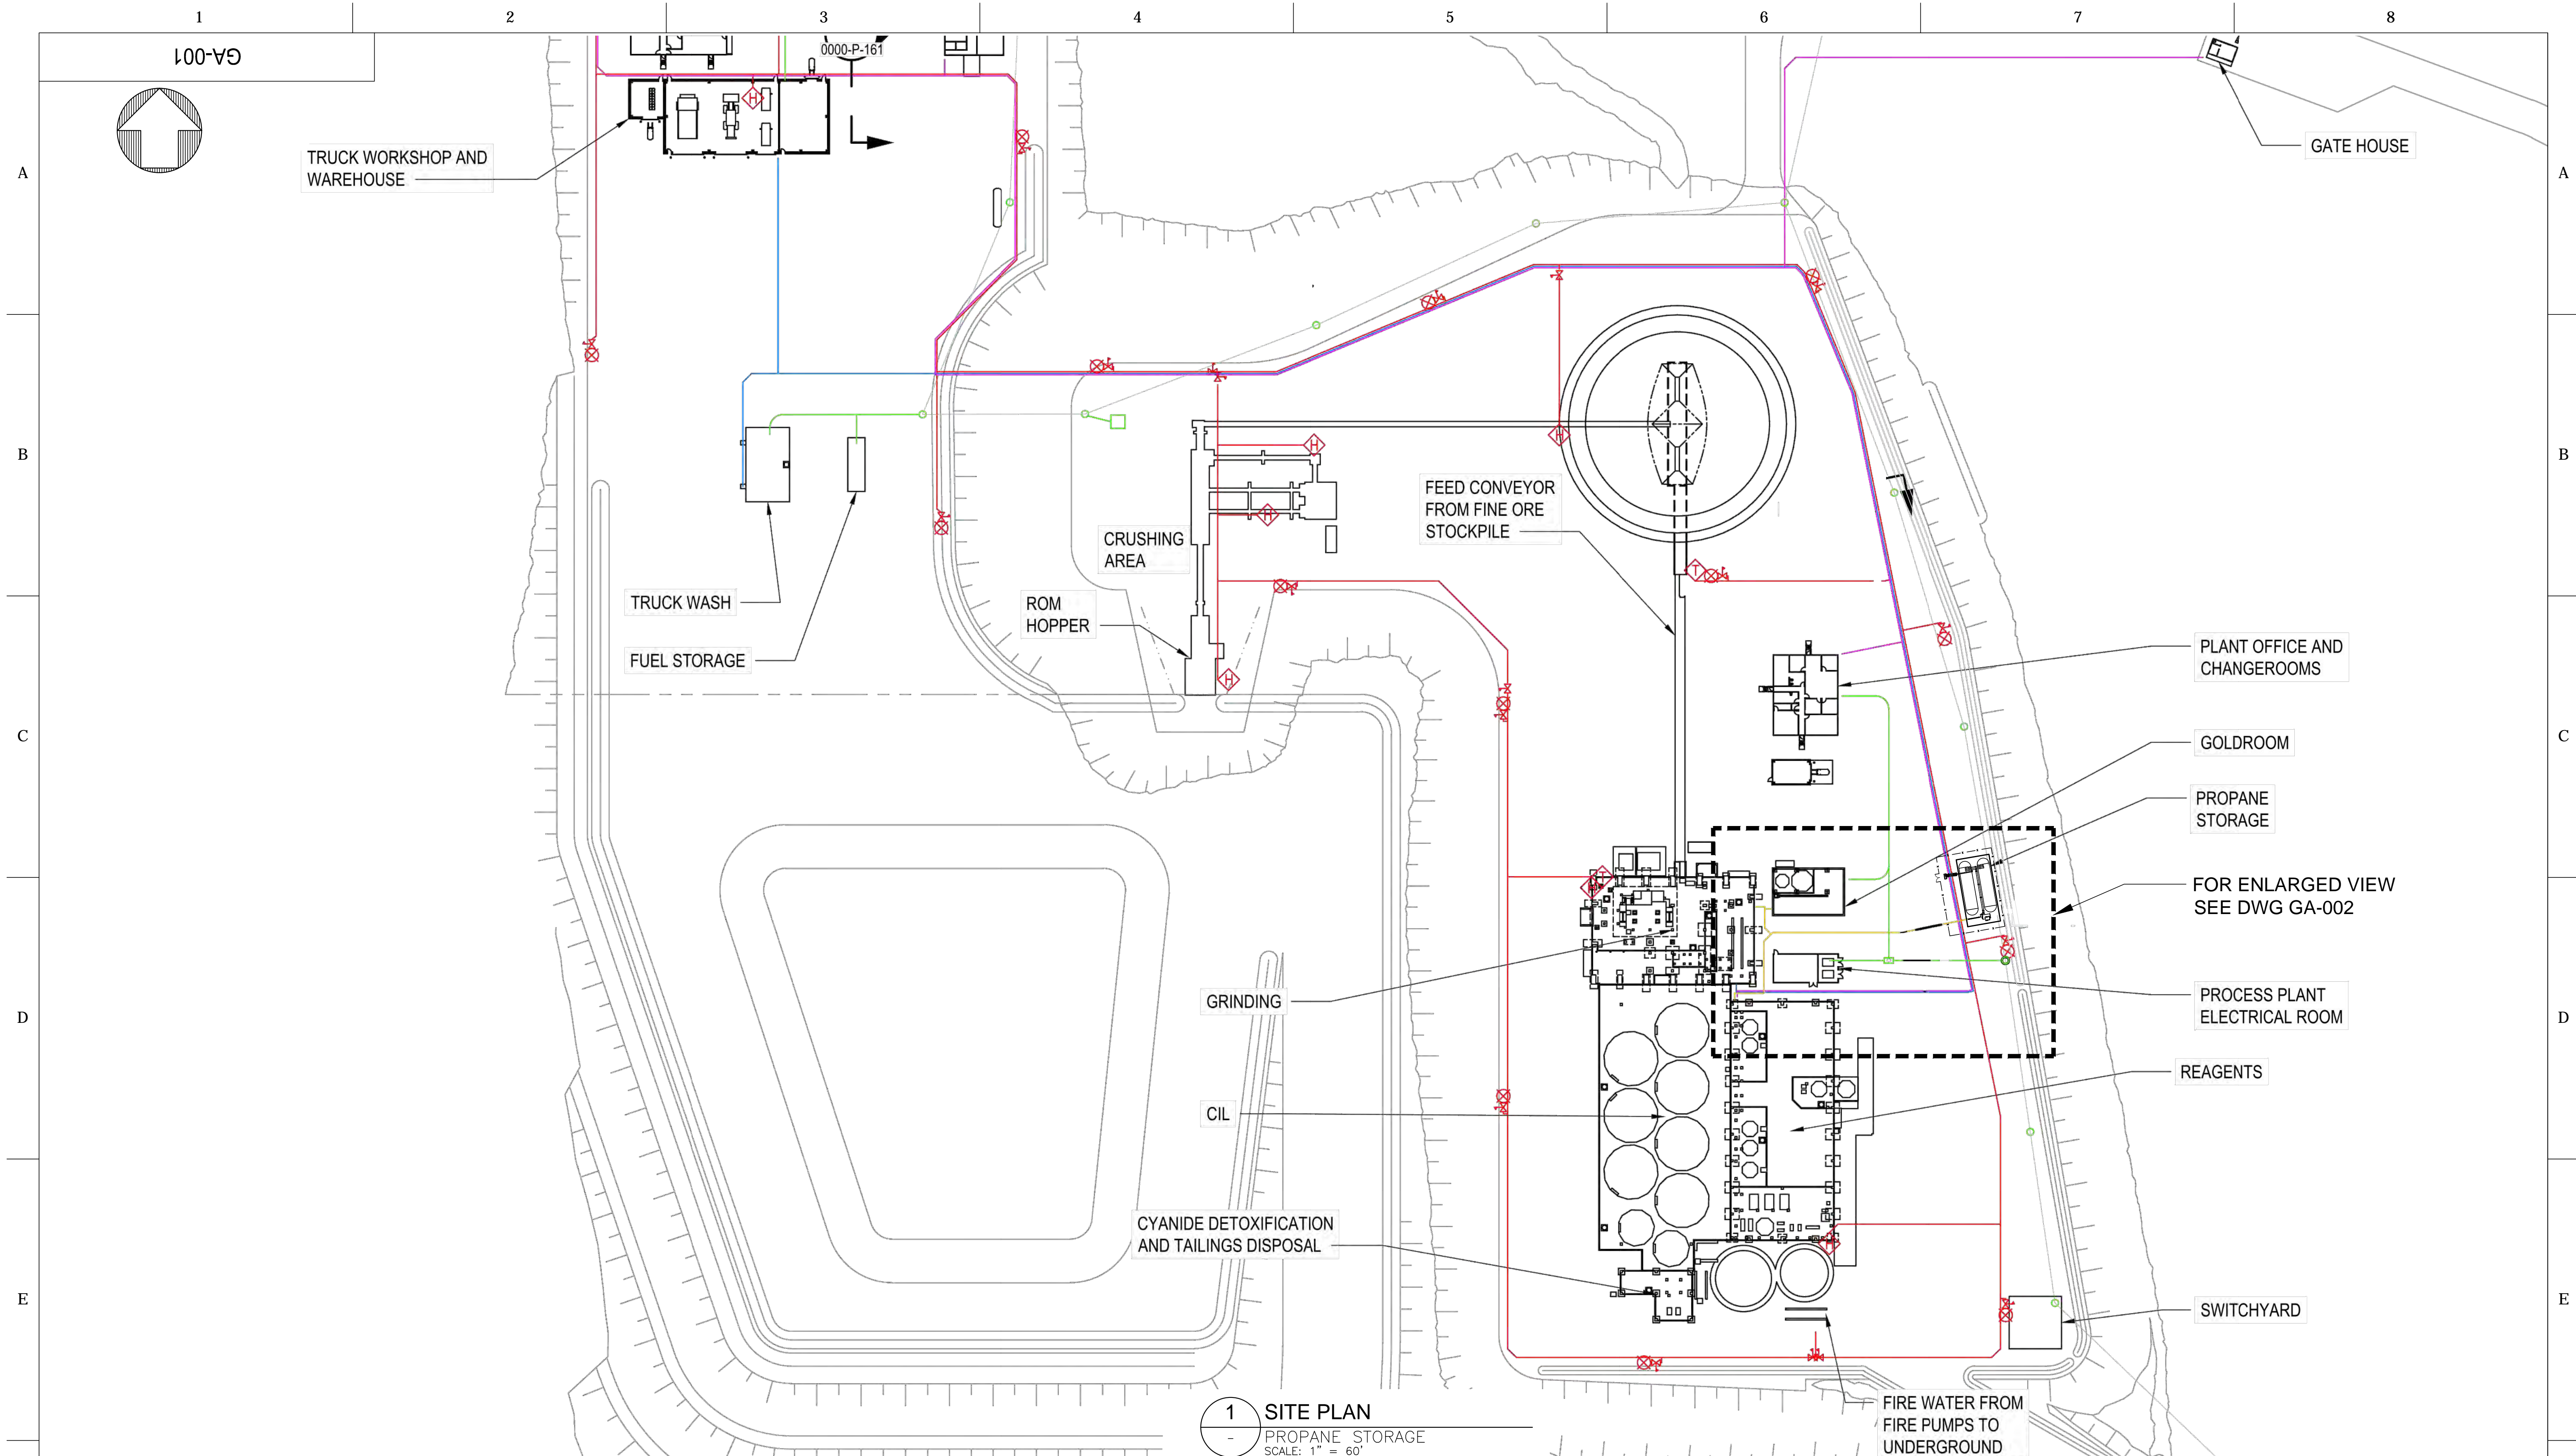 1 2 3 4 5 6 7 8
GA-001
0000-P-161
A
A
TRUCK WORKSHOP AND
WAREHOUSE
H
GATE HOUSE
B
B
H
H
H
FEED CONVEYOR
FROM FINE ORE
STOCKPILE
CRUSHING
AREA
T
TRUCK WASH
ROM
HOPPER
FUEL STORAGE
H
PLANT OFFICE AND
CHANGEROOMS
C
C
GOLDROOM
PROPANE
STORAGE
T
H
FOR ENLARGED VIEW
SEE DWG GA-002
GRINDING
PROCESS PLANT
ELECTRICAL ROOM
D
D
REAGENTS
CIL
CYANIDE DETOXIFICATION
AND TAILINGS DISPOSAL
H
E
E
SWITCHYARD
FIRE WATER FROM
FIRE PUMPS TO
UNDERGROUND
1
-
SITE PLAN
PROPANE STORAGE
SCALE: 1" = 60'